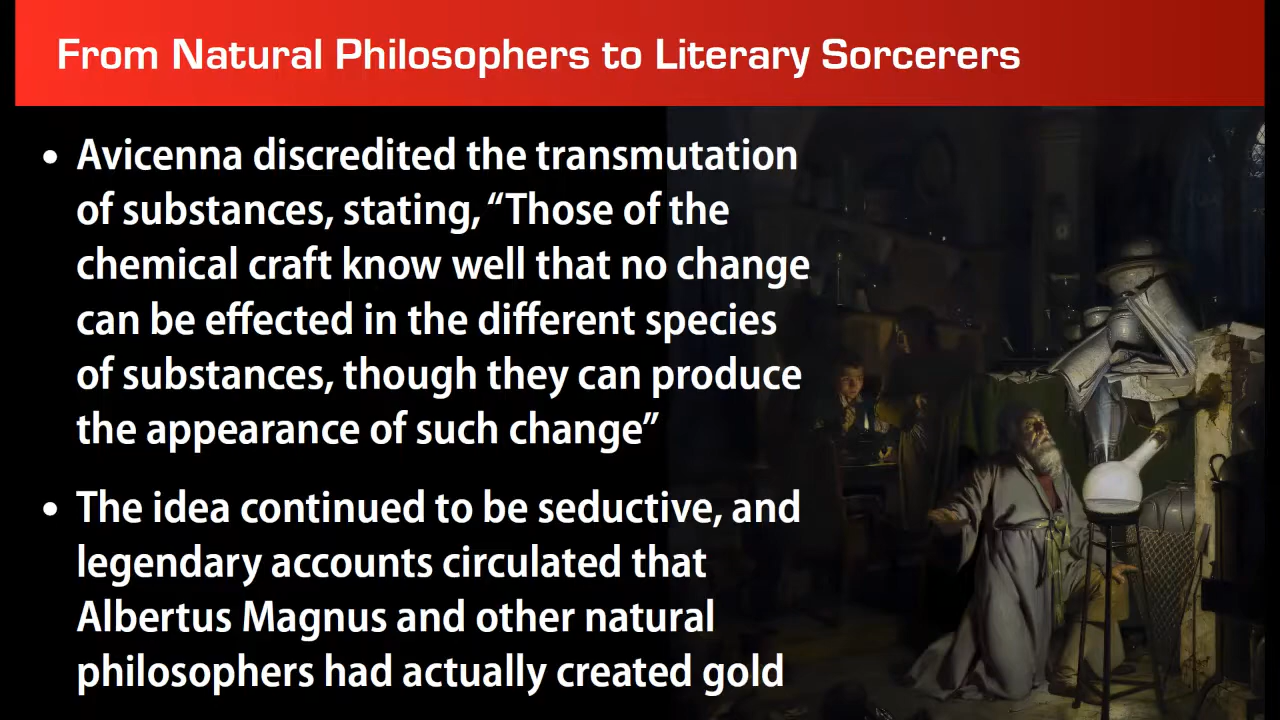 From Natural Philosophers to Literary Sorcerers
• Avicenna discredited the transmutation
of substances, stating, “Those of the
chemical craft know well that no change
can be effected in the different species
of substances, though they can produce
the appearance of such change”
• The idea continued to be seductive, and
legendary accounts circulated that
Albertus Magnus and other natural
philosophers had actually created gold